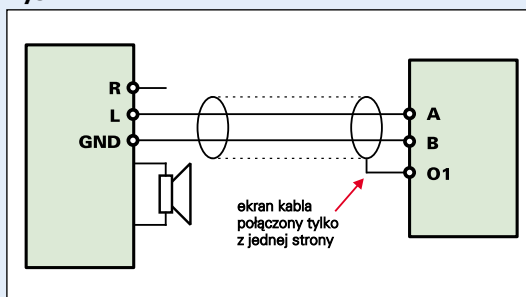 R
L
GND
A
B
O1
ekran kabla
połączony tylko
z jednej strony